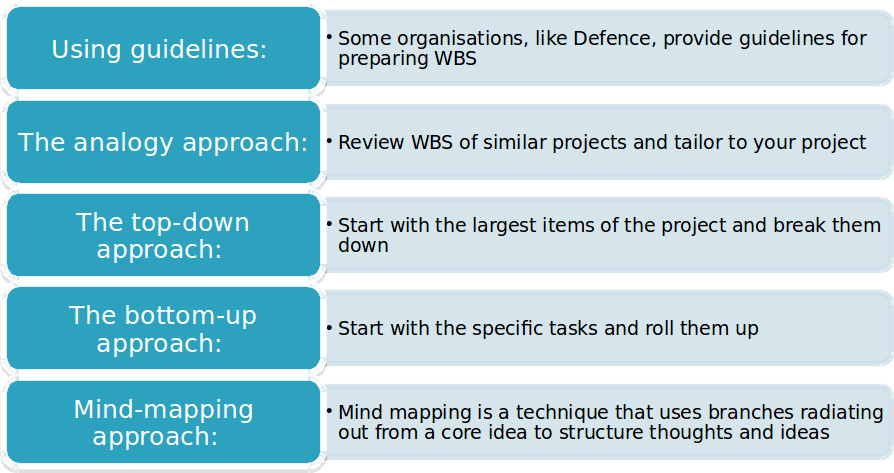 Using guidelines:
• Some organisations, like Defence, provide guidelines for
preparing WBS
The analogy approach:
• Review WBS of similar projects and tailor to your project
The top-down
approach:
• Start with the largest items of the project and break them
down
The bottom-up
approach:
• Start with the specific tasks and roll them up
Mind-mapping
approach:
• Mind mapping is a technique that uses branches radiating
out from a core idea to structure thoughts and ideas